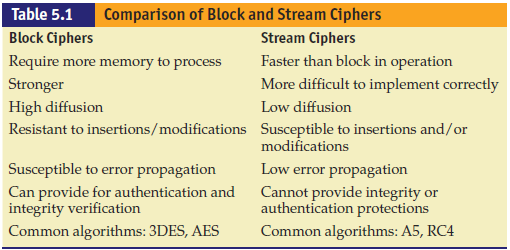 Table 5.1 Comparison of Block and Stream Ciphers
Block Ciphers Stream Ciphers
Require more memory to process Faster than block in operation
Stronger More difficult to implement correctly
High diffusion Low diffusion
Resistant to insertions/modifications Susceptible to insertions and/or
modifications
Susceptible to error propagation Low error propagation
Can provide for authentication and Cannot provide integrity or
integrity verification authentication protections
Common algorithms: 3DES, AES Common algorithms: A5, RC4